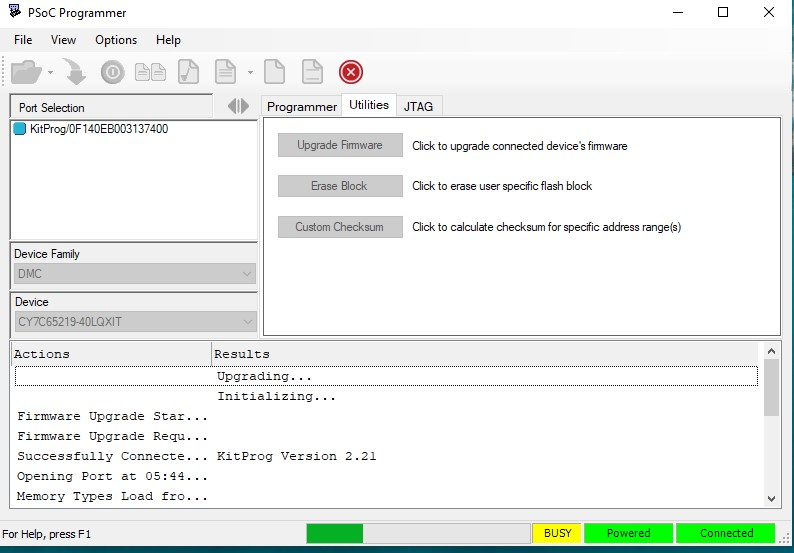 PSoC Programmer
File View Options Help
Port Selection
Programmer Utilities JTAG
KitProg/0F140EB003137400
Upgrade Firmware Click to upgrade connected device's firmware
Erase Block Click to erase user specific flash block
Custom Checksum Click to calculate checksum for specific address range(s)
Device Family
DMC
Device
CY7C65219-40LQXIT
Actions Results
Upgrading...
Initializing...
Firmware Upgrade Star...
Firmware Upgrade Requ...
Successfully Connecte... KitProg Version 2.21
Opening Port at 05:44...
Memory Types Load fro...
For Help, press F1 BUSY Powered Connected